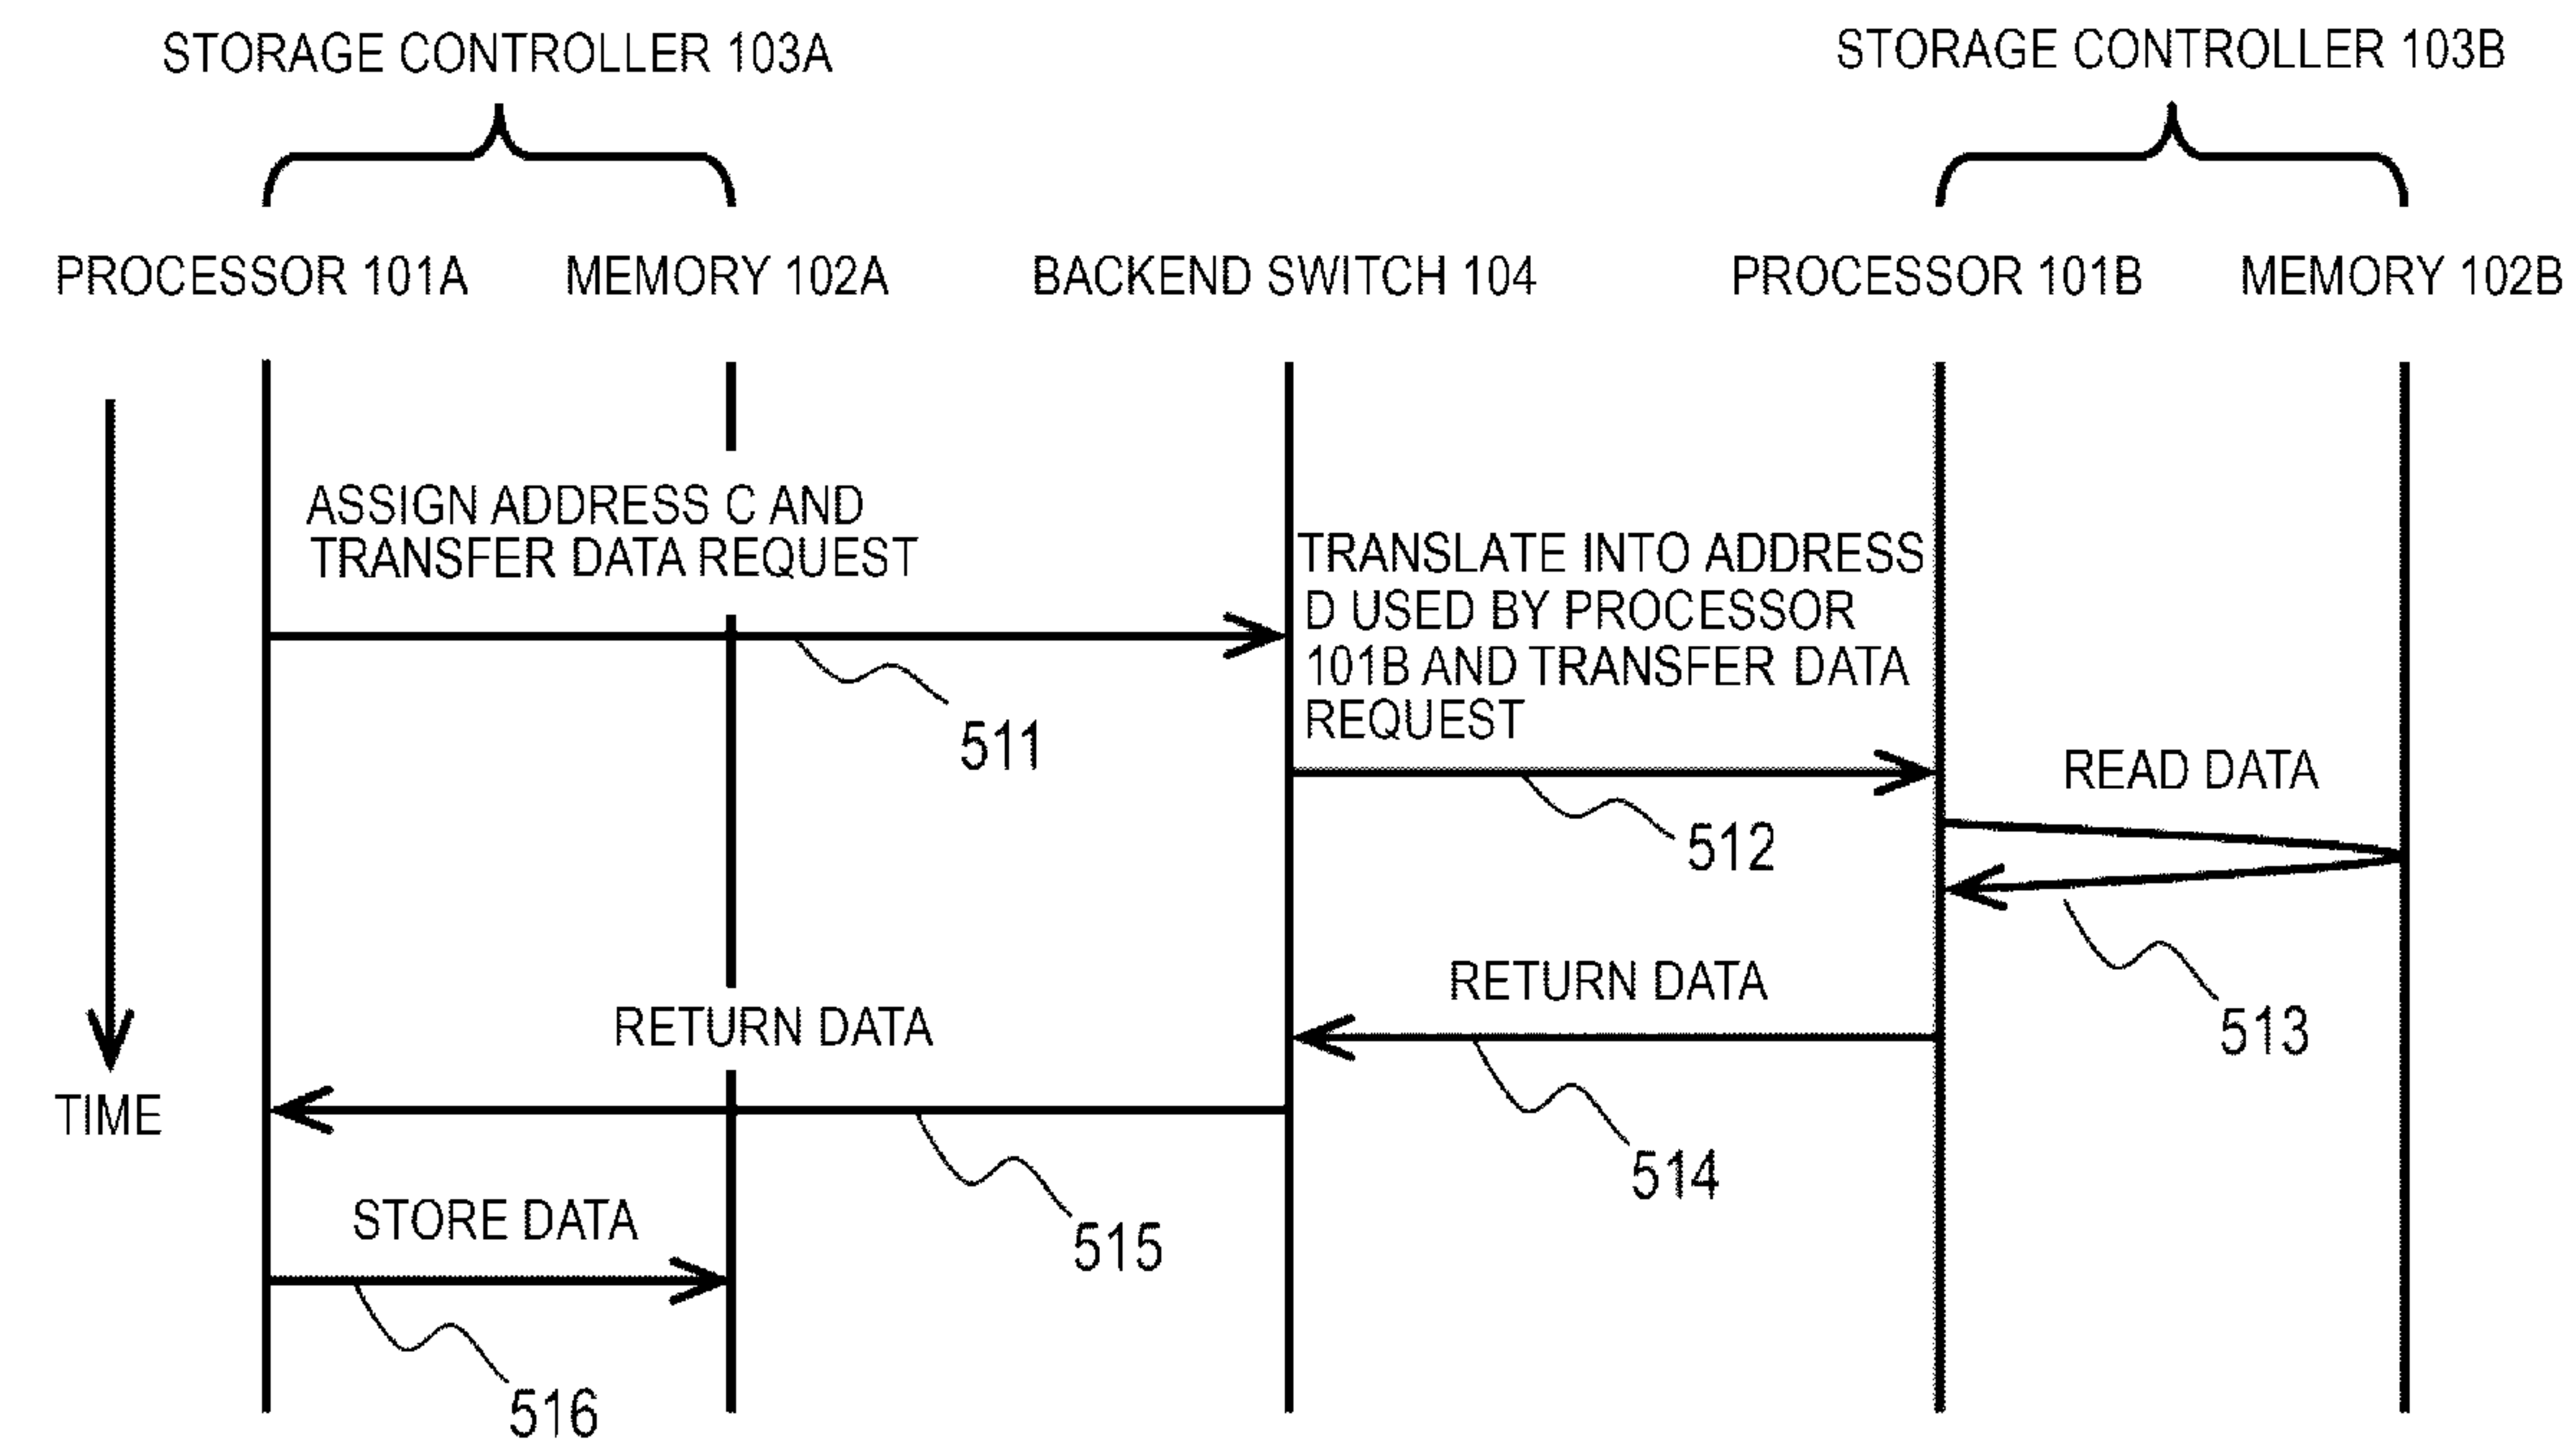 STORAGE CONTROLLER 103A
STORAGE CONTROLLER 103B
PROCESSOR 101A
MEMORY 102A
BACKEND SWITCH 104
PROCESSOR 101B
MEMORY 102B
ASSIGN ADDRESS C AND
TRANSFER DATA REQUEST
511
TRANSLATE INTO ADDRESS
D USED BY PROCESSOR
101B AND TRANSFER DATA
REQUEST
512
READ DATA
513
RETURN DATA
514
RETURN DATA
515
TIME
STORE DATA
516